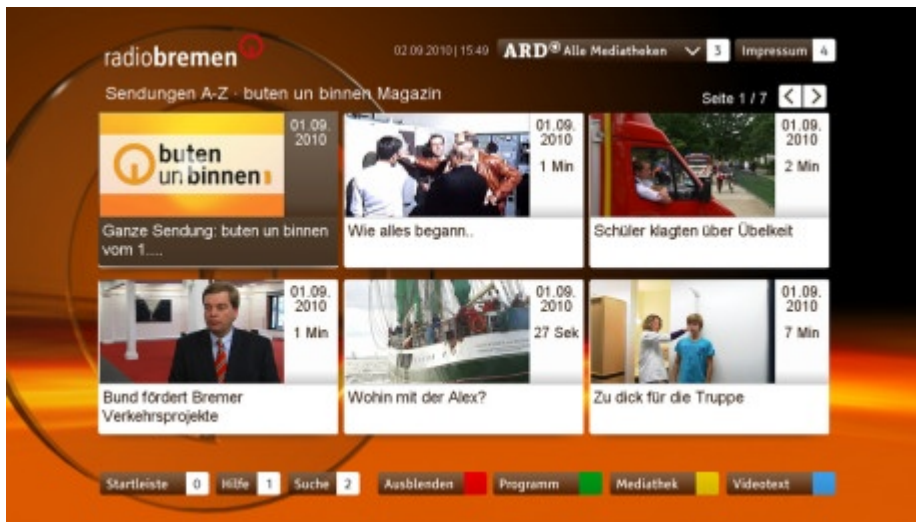 radiobremen
02.09.2010 | 15:49
ARD® Alle Mediatheken 3
Impressum 4
Sendungen A-Z · buten un binnen Magazin
Seite 1 / 7 < >
buten
un binnen
01.09.
2010
Ganze Sendung: buten un binnen
vom 1....
01.09.
2010
1 Min
Wie alles begann..
01.09.
2010
2 Min
Schüler klagten über Übelkeit
01.09.
2010
1 Min
Bund fördert Bremer
Verkehrsprojekte
01.09.
2010
27 Sek
Wohin mit der Alex?
01.09.
2010
7 Min
Zu dick für die Truppe
Startleiste 0 Hilfe 1 Suche 2 Ausblenden Programm Mediathek Videotext